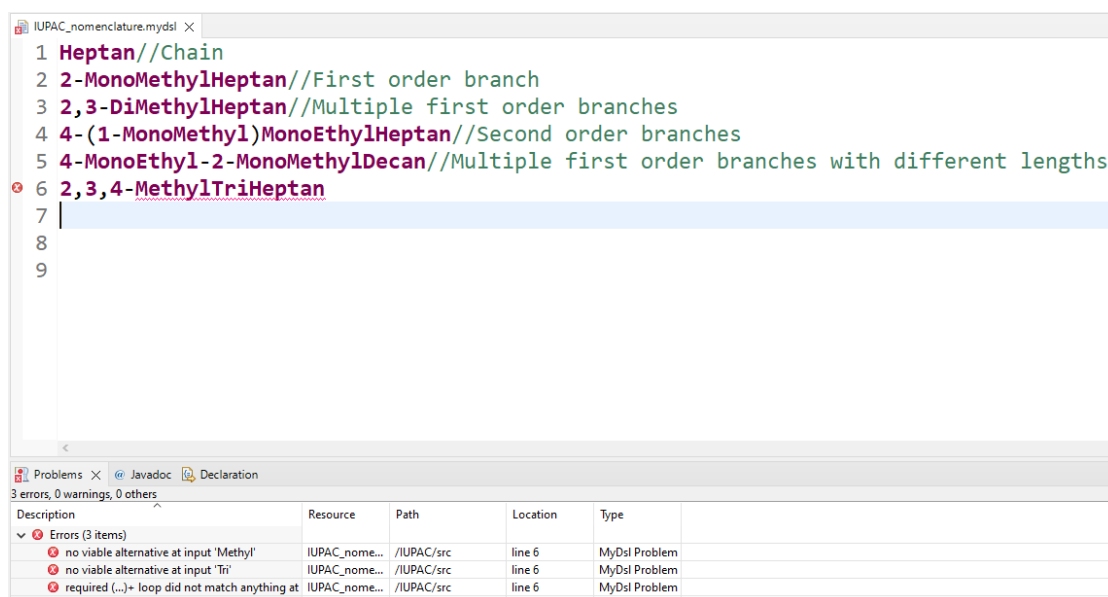 IUPAC_nomenclature.mydsl
1 Heptan//Chain
2 2-MonoMethylHeptan//First order branch
3 2,3-DiMethylHeptan//Multiple first order branches
4 4-(1-MonoMethyl)MonoEthylHeptan//Second order branches
5 4-MonoEthyl-2-MonoMethylDecan//Multiple first order branches with different lengths
6 2,3,4-MethylTriHeptan
7
8
9
Problems @ Javadoc Declaration
3 errors, 0 warnings, 0 others
Description Resource Path Location Type
Errors (3 items)
no viable alternative at input 'Methyl' IUPAC_nome... /IUPAC/src line 6 MyDsl Problem
no viable alternative at input 'Tri' IUPAC_nome... /IUPAC/src line 6 MyDsl Problem
required (...)+ loop did not match anything at IUPAC_nome... /IUPAC/src line 6 MyDsl Problem